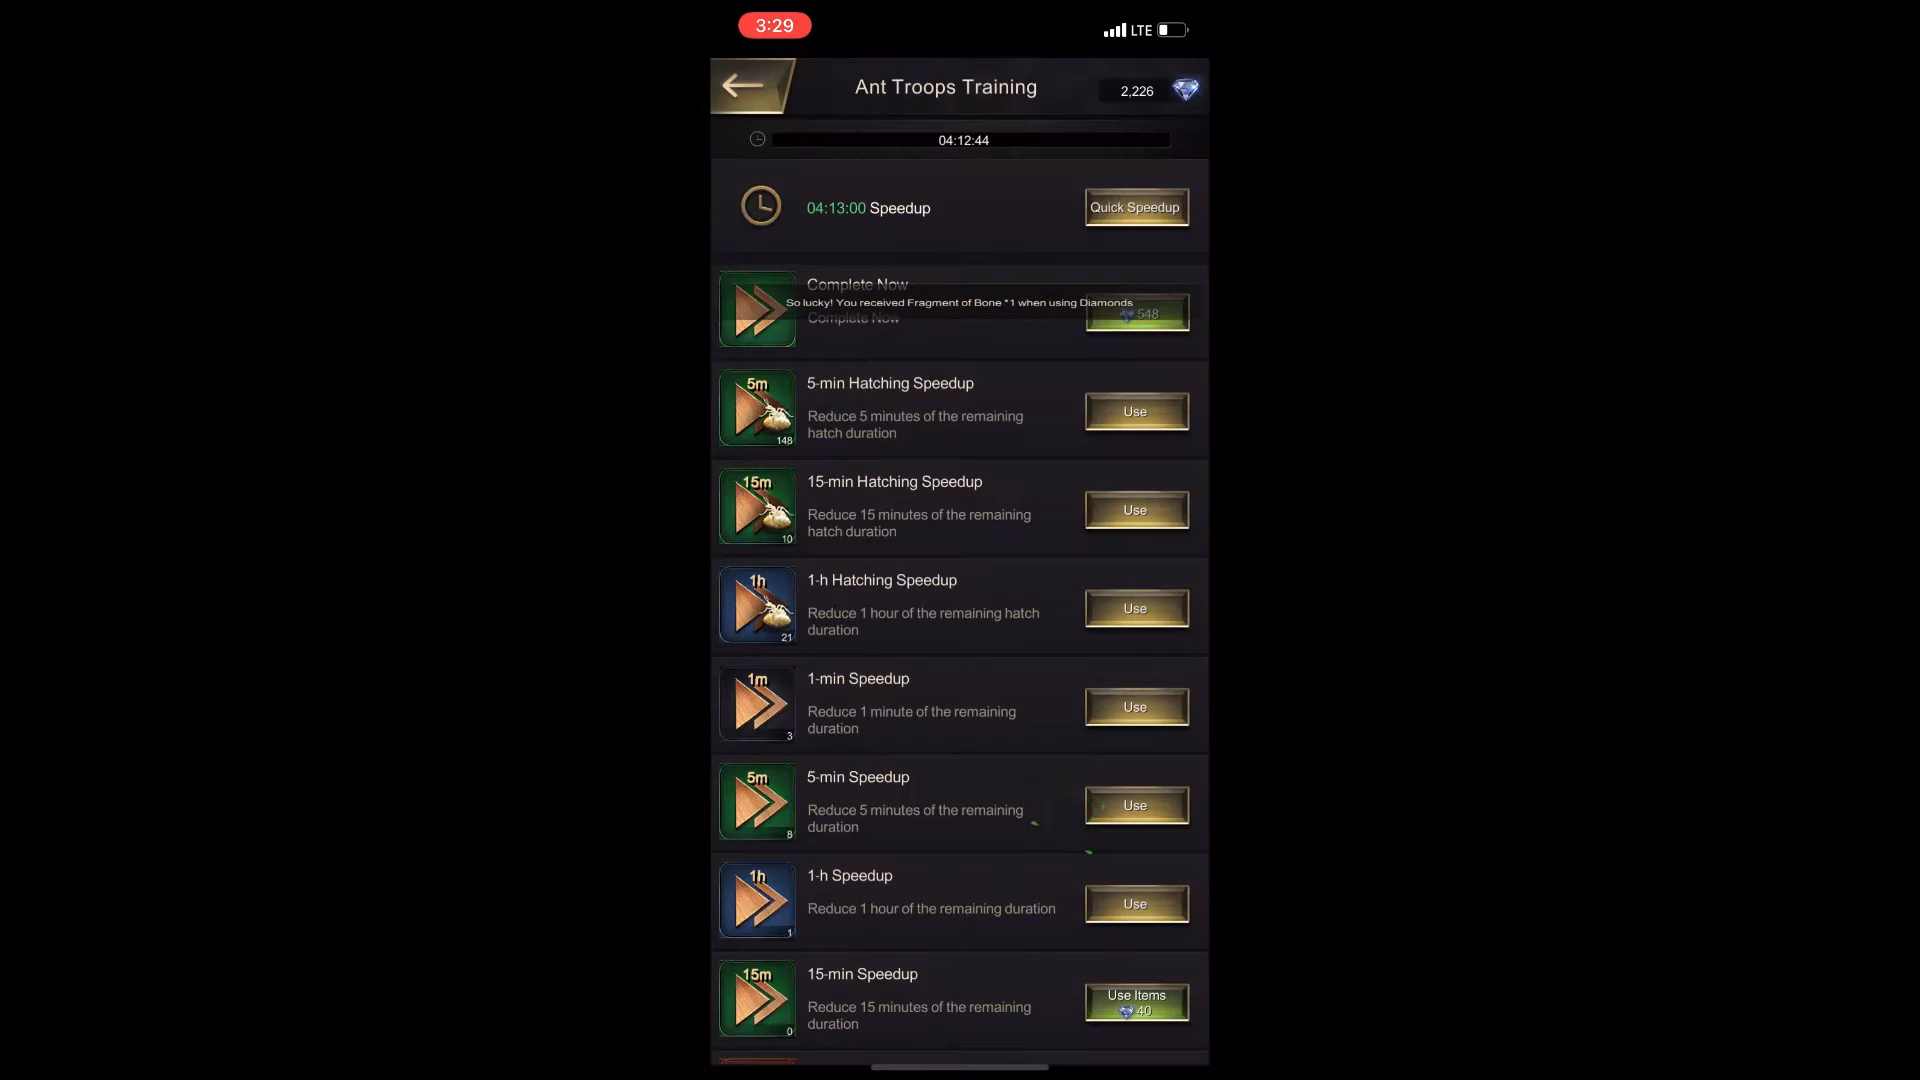 3:29
LTE
Ant Troops Training
2,226
04:12:44
04:13:00 Speedup
Quick Speedup
Complete Now
So lucky! You received Fragment of Bone *1 when using Diamonds
Complete Now
548
5m
148
5-min Hatching Speedup
Reduce 5 minutes of the remaining
hatch duration
Use
15m
10
15-min Hatching Speedup
Reduce 15 minutes of the remaining
hatch duration
Use
1h
21
1-h Hatching Speedup
Reduce 1 hour of the remaining hatch
duration
Use
1m
3
1-min Speedup
Reduce 1 minute of the remaining
duration
Use
5m
8
5-min Speedup
Reduce 5 minutes of the remaining
duration
Use
1h
1
1-h Speedup
Reduce 1 hour of the remaining duration
Use
15m
0
15-min Speedup
Reduce 15 minutes of the remaining
duration
Use Items
40